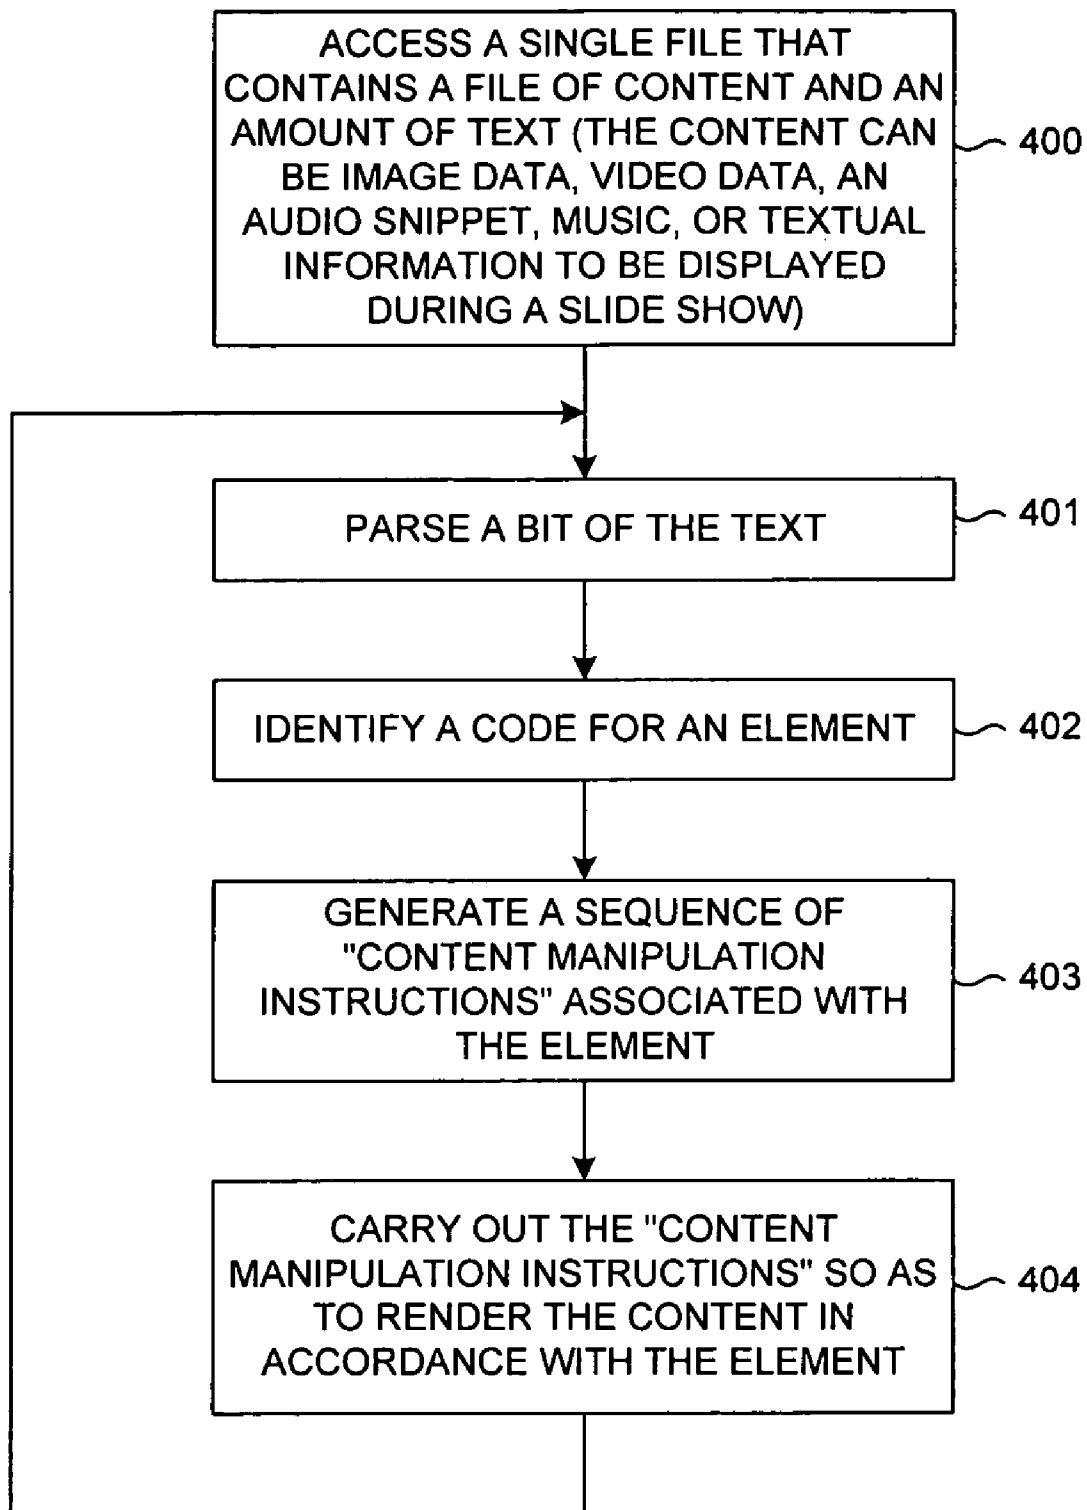 ACCESS A SINGLE FILE THAT
CONTAINS A FILE OF CONTENT AND AN
AMOUNT OF TEXT (THE CONTENT CAN
BE IMAGE DATA, VIDEO DATA, AN
AUDIO SNIPPET, MUSIC, OR TEXTUAL
INFORMATION TO BE DISPLAYED
DURING A SLIDE SHOW)
400
PARSE A BIT OF THE TEXT
401
IDENTIFY A CODE FOR AN ELEMENT
402
GENERATE A SEQUENCE OF
"CONTENT MANIPULATION
INSTRUCTIONS" ASSOCIATED WITH
THE ELEMENT
403
CARRY OUT THE "CONTENT
MANIPULATION INSTRUCTIONS" SO AS
TO RENDER THE CONTENT IN
ACCORDANCE WITH THE ELEMENT
404